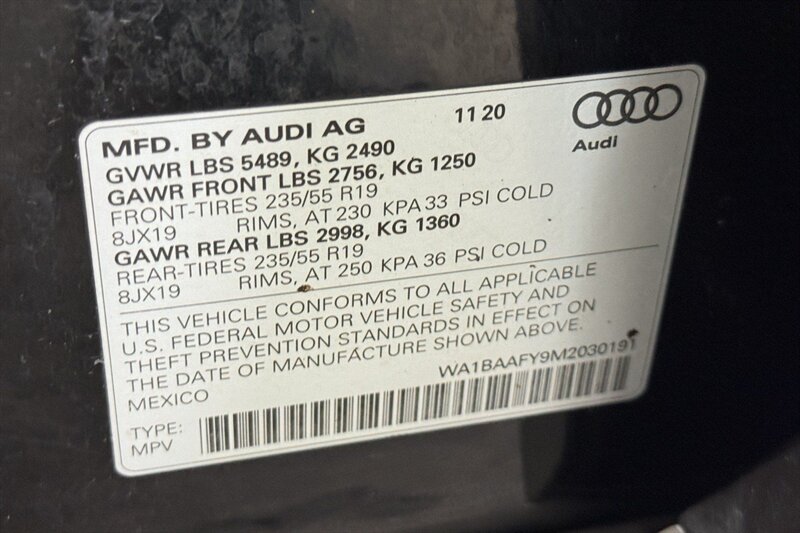 MFD. BY AUDI AG 11 20
Audi
GVWR LBS 5489, KG 2490
GAWR FRONT LBS 2756, KG 1250
FRONT-TIRES 235/55 R19
8JX19 RIMS, AT 230 KPA 33 PSI COLD
GAWR REAR LBS 2998, KG 1360
REAR-TIRES 235/55 R19
8JX19 RIMS, AT 250 KPA 36 PSI COLD
THIS VEHICLE CONFORMS TO ALL APPLICABLE
U.S. FEDERAL MOTOR VEHICLE SAFETY AND
THEFT PREVENTION STANDARDS IN EFFECT ON
THE DATE OF MANUFACTURE SHOWN ABOVE.
MEXICO WA1BAAFY9M2030191
TYPE:
MPV